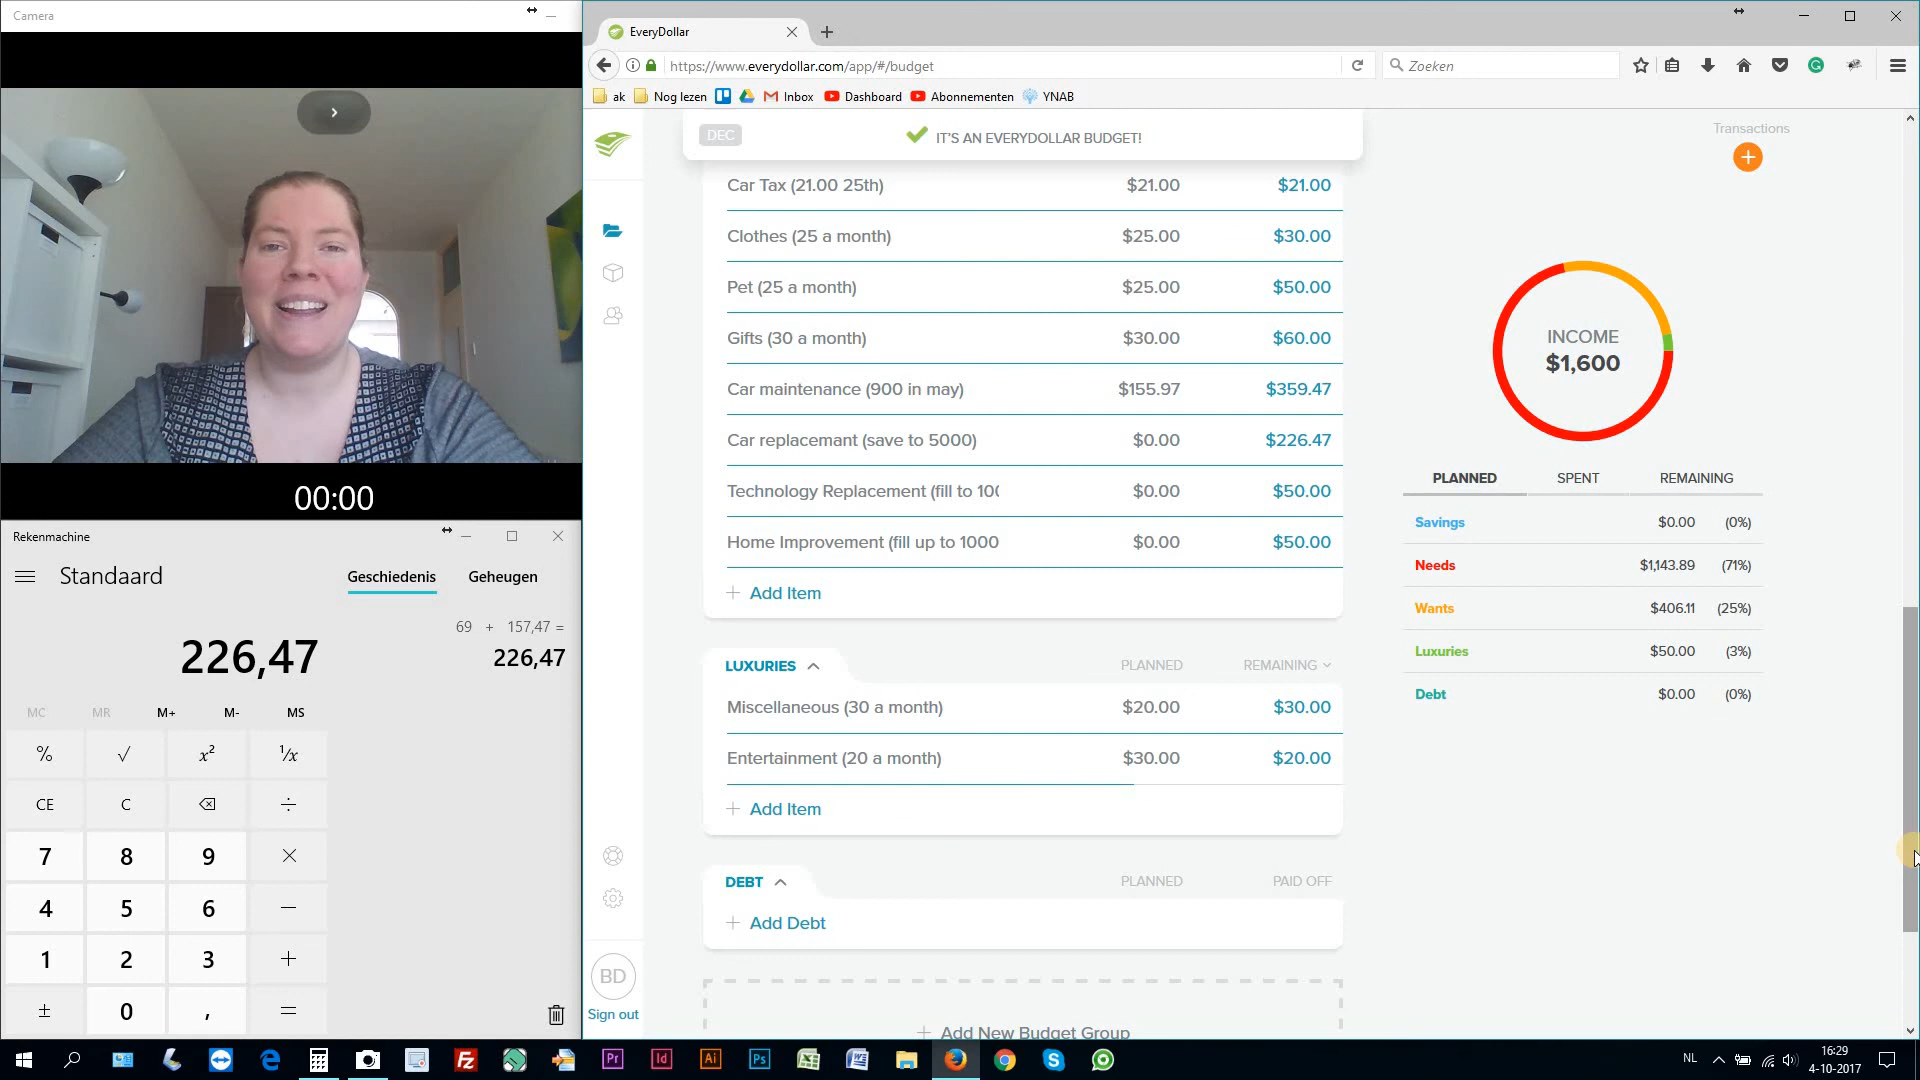 Camera
00:00
Rekenmachine
Standaard
Geschiedenis
Geheugen
69 + 157,47 =
226,47
226,47
MC MR M+ M- MS
% √ x² ¹/x
CE C ÷
7 8 9 ×
4 5 6 −
1 2 3 +
± 0 , =
EveryDollar
https://www.everydollar.com/app/#/budget
Zoeken
ak Nog lezen Inbox Dashboard Abonnementen YNAB
DEC
IT'S AN EVERYDOLLAR BUDGET!
Transactions
Car Tax (21.00 25th) $21.00 $21.00
Clothes (25 a month) $25.00 $30.00
Pet (25 a month) $25.00 $50.00
Gifts (30 a month) $30.00 $60.00
Car maintenance (900 in may) $155.97 $359.47
Car replacemant (save to 5000) $0.00 $226.47
Technology Replacement (fill to 100 $0.00 $50.00
Home Improvement (fill up to 1000 $0.00 $50.00
+ Add Item
LUXURIES PLANNED REMAINING
Miscellaneous (30 a month) $20.00 $30.00
Entertainment (20 a month) $30.00 $20.00
+ Add Item
DEBT PLANNED PAID OFF
+ Add Debt
+ Add New Budget Group
INCOME
$1,600
PLANNED SPENT REMAINING
Savings $0.00 (0%)
Needs $1,143.89 (71%)
Wants $406.11 (25%)
Luxuries $50.00 (3%)
Debt $0.00 (0%)
BD
Sign out
Fz Pr Id Ai Ps
NL
16:29
4-10-2017